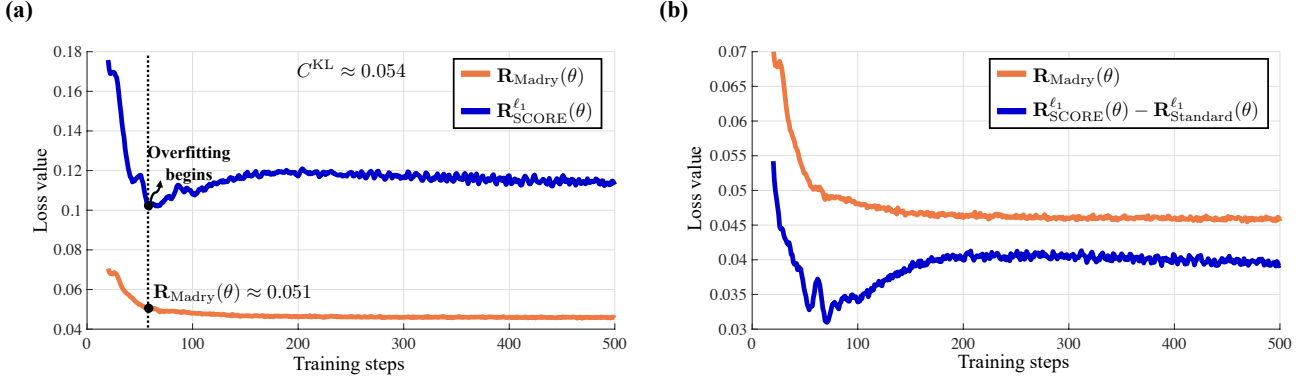 (a)
0.18
0.16
0.14
0.12
0.1
0.08
0.06
0.04
Loss value
0
100
200
300
400
500
Training steps
C^KL ≈ 0.054
R_Madry(θ)
R^ℓ₁_SCORE(θ)
Overfitting
begins
R_Madry(θ) ≈ 0.051
(b)
0.07
0.06
0.05
0.04
0.03
0.035
0.045
0.055
0.065
Loss value
0
100
200
300
400
500
Training steps
R_Madry(θ)
R^ℓ₁_SCORE(θ) − R^ℓ₁_Standard(θ)